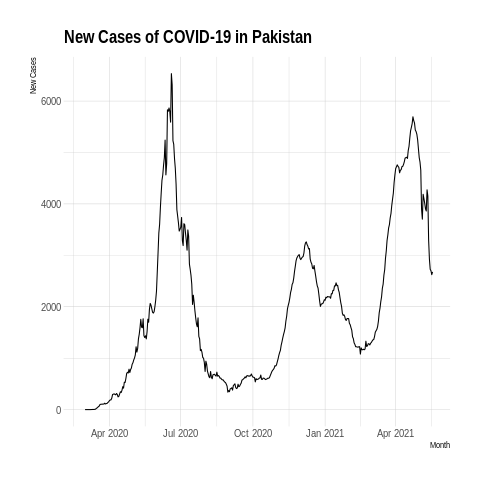 New Cases of COVID-19 in Pakistan
New Cases
6000
4000
2000
0
Apr 2020 Jul 2020 Oct 2020 Jan 2021 Apr 2021
Month